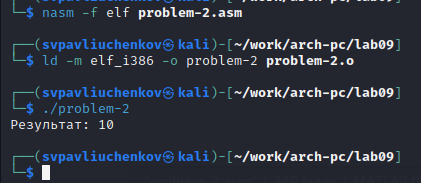 └─$ nasm -f elf problem-2.asm
┌──(svpavliuchenkov㉿kali)-[~/work/arch-pc/lab09]
└─$ ld -m elf_i386 -o problem-2 problem-2.o
┌──(svpavliuchenkov㉿kali)-[~/work/arch-pc/lab09]
└─$ ./problem-2
Результат: 10
┌──(svpavliuchenkov㉿kali)-[~/work/arch-pc/lab09]
└─$